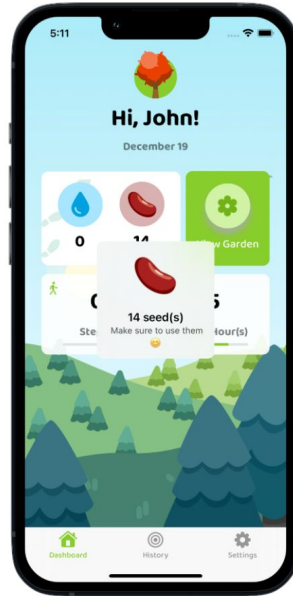 5:11
Hi, John!
December 19
0
14
Garden
14 seed(s)
Make sure to use them
Hour(s)
Dashboard
History
Settings